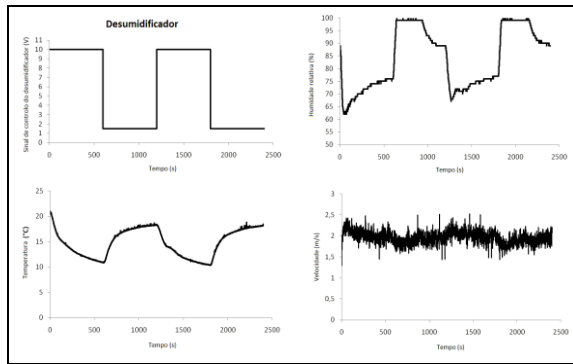 Desumidificador
Sinal de controlo do desumidificador (V)
11
10
9
8
7
6
5
4
3
2
1
0
0 500 1000 1500 2000 2500
Tempo (s)
Humidade relativa (%)
100
95
90
85
80
75
70
65
60
55
50
0 500 1000 1500 2000 2500
Tempo (s)
Temperatura (°C)
25
20
15
10
5
0
0 500 1000 1500 2000 2500
Tempo (s)
Velocidade (m/s)
3
2,5
2
1,5
1
0,5
0
0 500 1000 1500 2000 2500
Tempo (s)